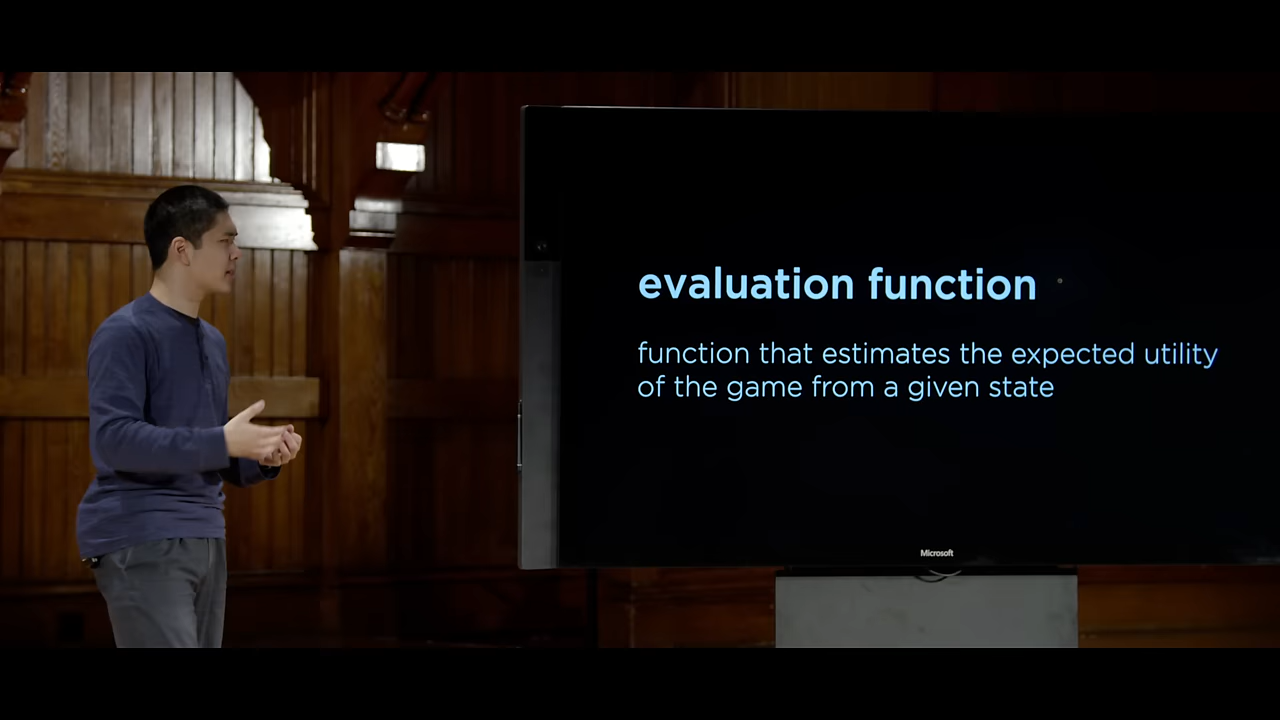 evaluation function
function that estimates the expected utility
of the game from a given state
Microsoft